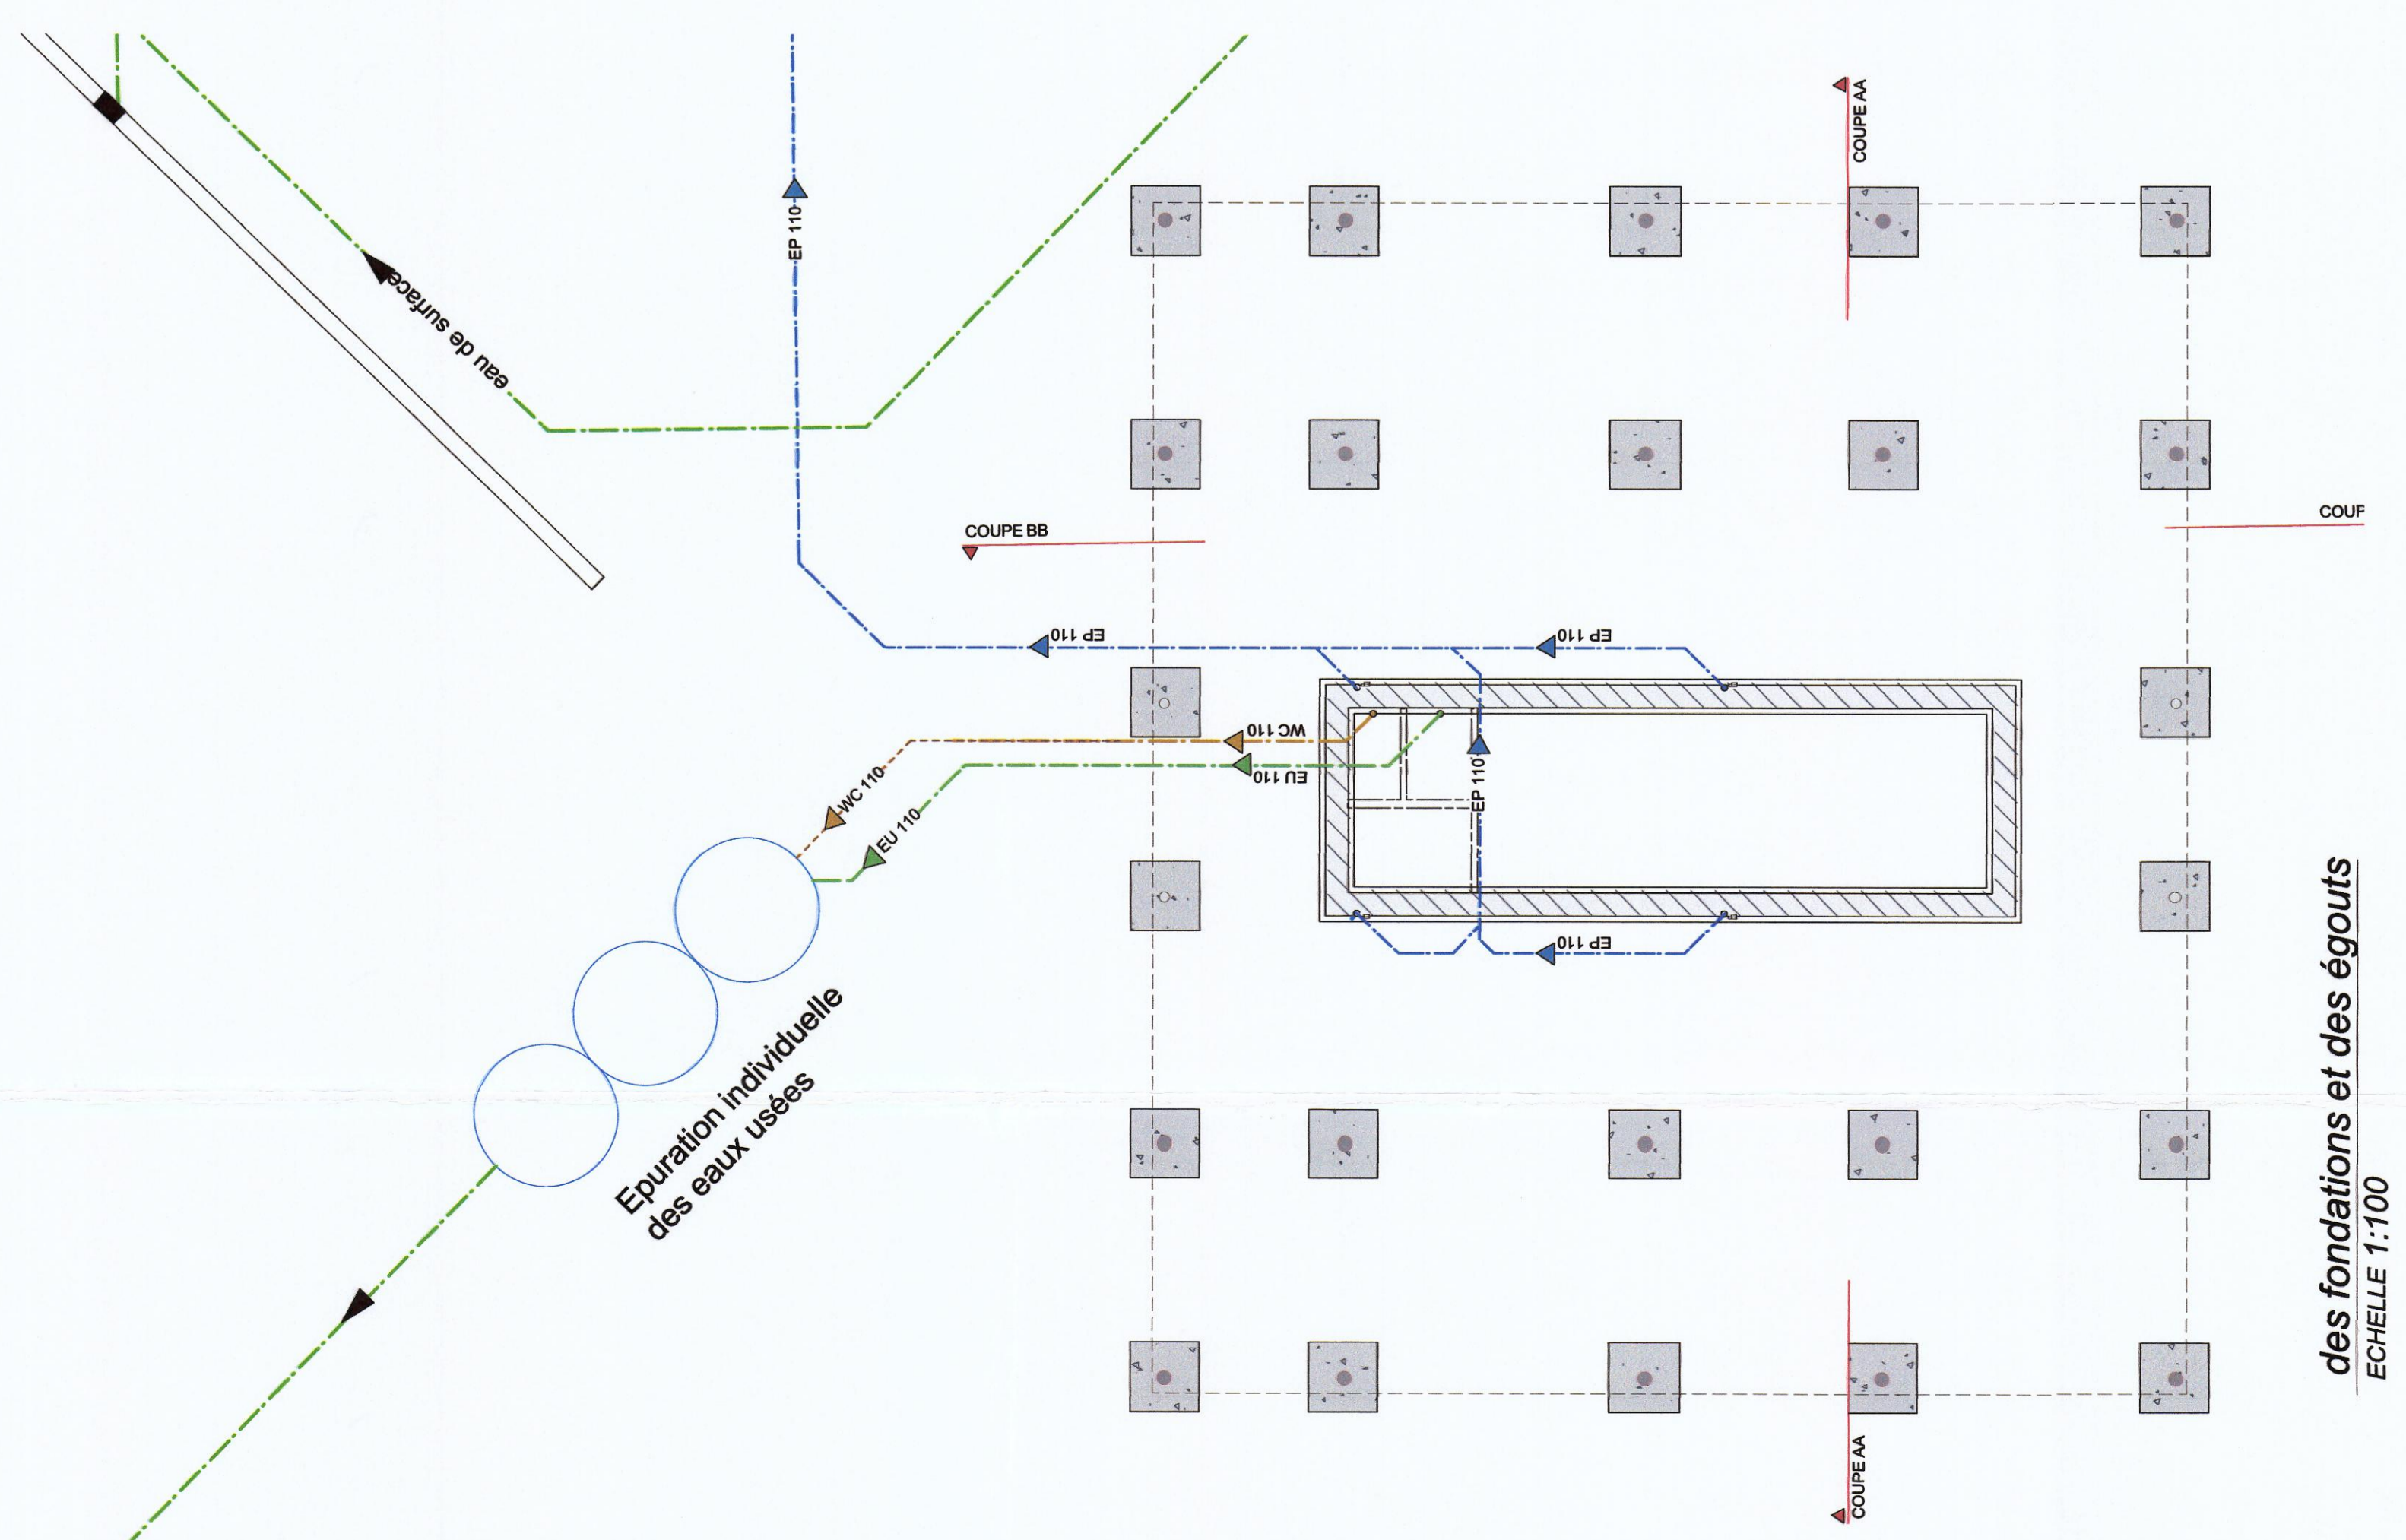 COUPE AA
EP 110
eau de surface
COUPE BB
COUP
EP 110
EP 110
WC 110
EU 110
EP 110
WC 110
EU 110
EP 110
Epuration individuelle
des eaux usées
COUPE AA
des fondations et des égouts
ECHELLE 1:100